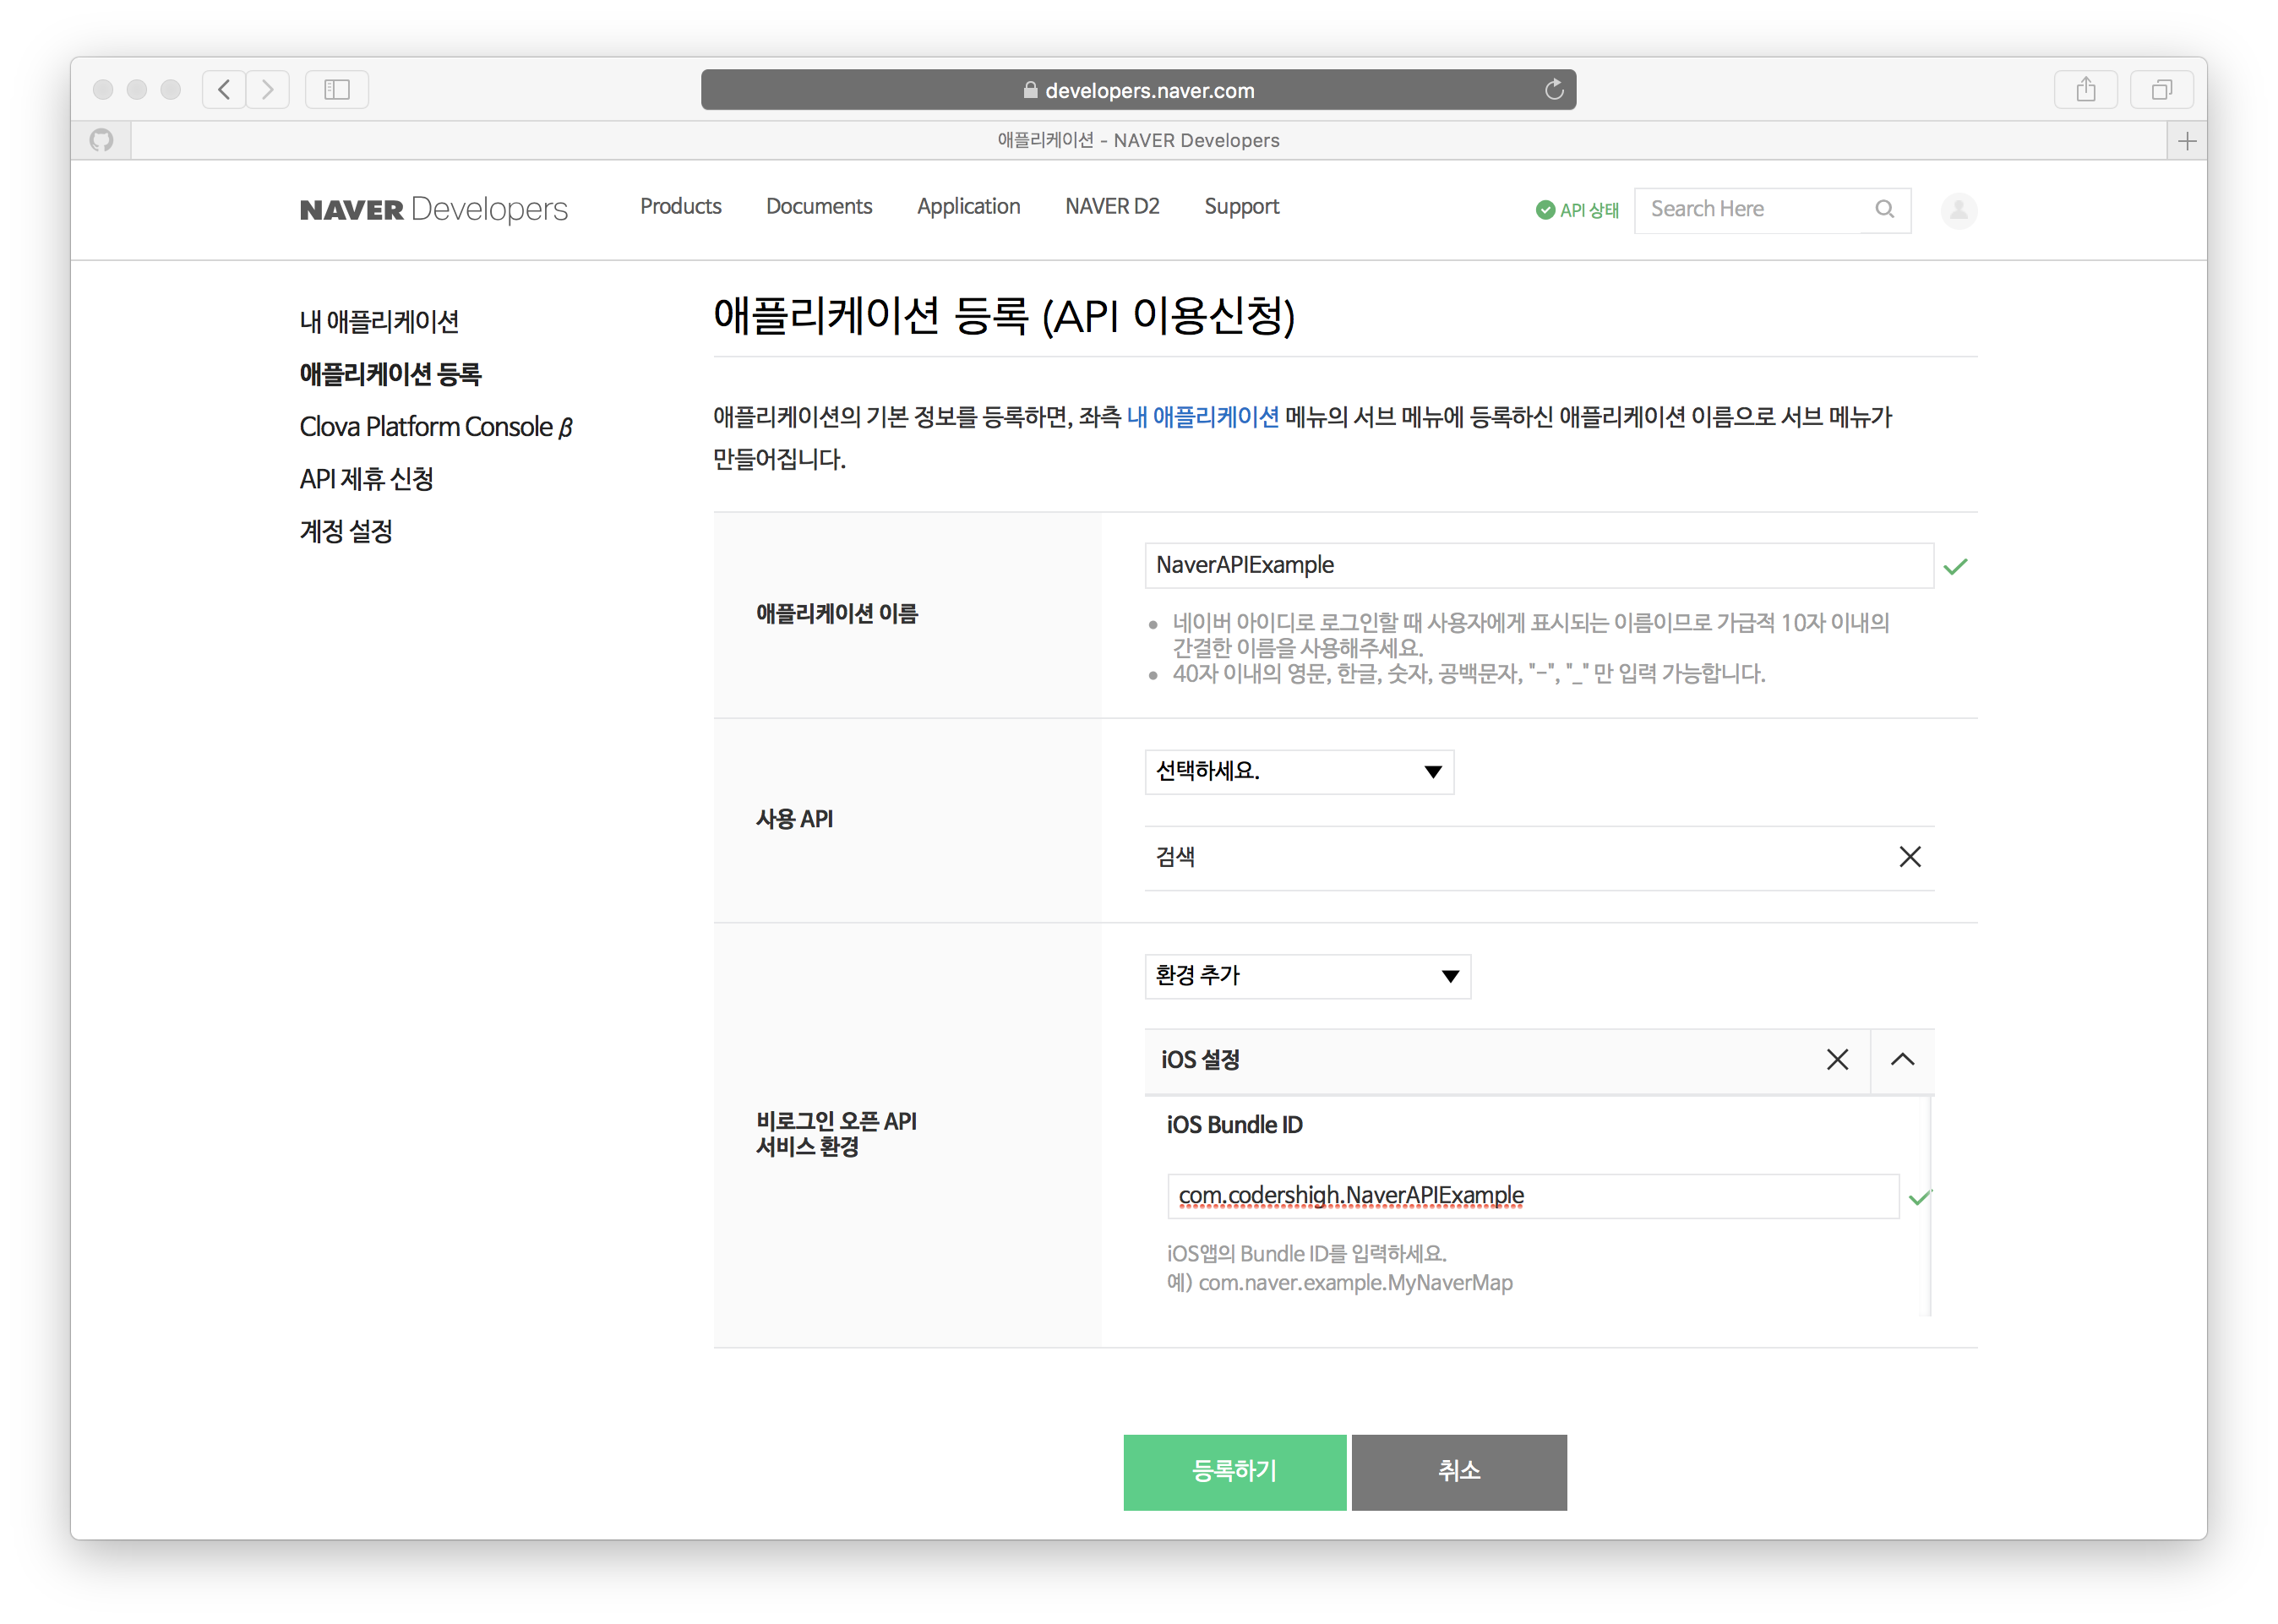 developers.naver.com
애플리케이션 - NAVER Developers
NAVER Developers
Products
Documents
Application
NAVER D2
Support
API 상태
Search Here
내 애플리케이션
애플리케이션 등록
Clova Platform Console β
API 제휴 신청
계정 설정
애플리케이션 등록 (API 이용신청)
애플리케이션의 기본 정보를 등록하면, 좌측 내 애플리케이션 메뉴의 서브 메뉴에 등록하신 애플리케이션 이름으로 서브 메뉴가
만들어집니다.
애플리케이션 이름
NaverAPIExample
네이버 아이디로 로그인할 때 사용자에게 표시되는 이름이므로 가급적 10자 이내의
간결한 이름을 사용해주세요.
40자 이내의 영문, 한글, 숫자, 공백문자, "-", "_" 만 입력 가능합니다.
사용 API
선택하세요.
검색
비로그인 오픈 API
서비스 환경
환경 추가
iOS 설정
iOS Bundle ID
com.codershigh.NaverAPIExample
iOS앱의 Bundle ID를 입력하세요.
예) com.naver.example.MyNaverMap
등록하기
취소